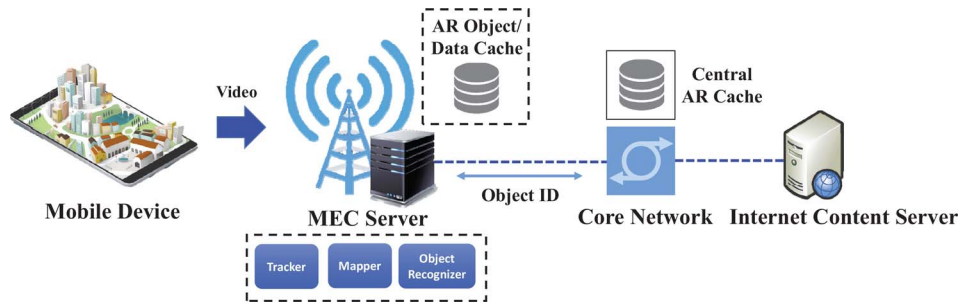 AR Object/
Data Cache
Central
AR Cache
Video
Object ID
Mobile Device
MEC Server
Core Network
Internet Content Server
Tracker
Mapper
Object
Recognizer